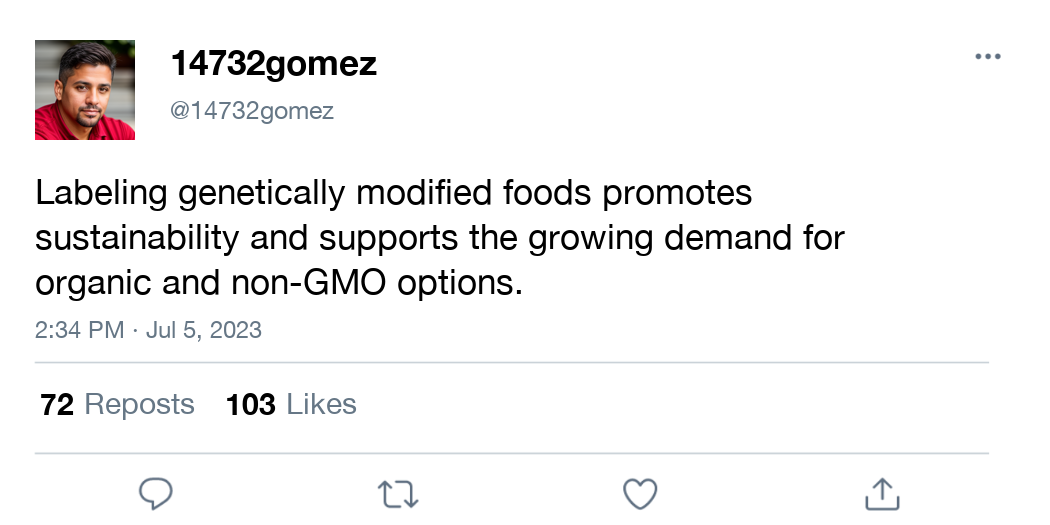 14732gomez
@14732gomez
Labeling genetically modified foods promotes
sustainability and supports the growing demand for
organic and non-GMO options.
2:34 PM · Jul 5, 2023
72 Reposts 103 Likes